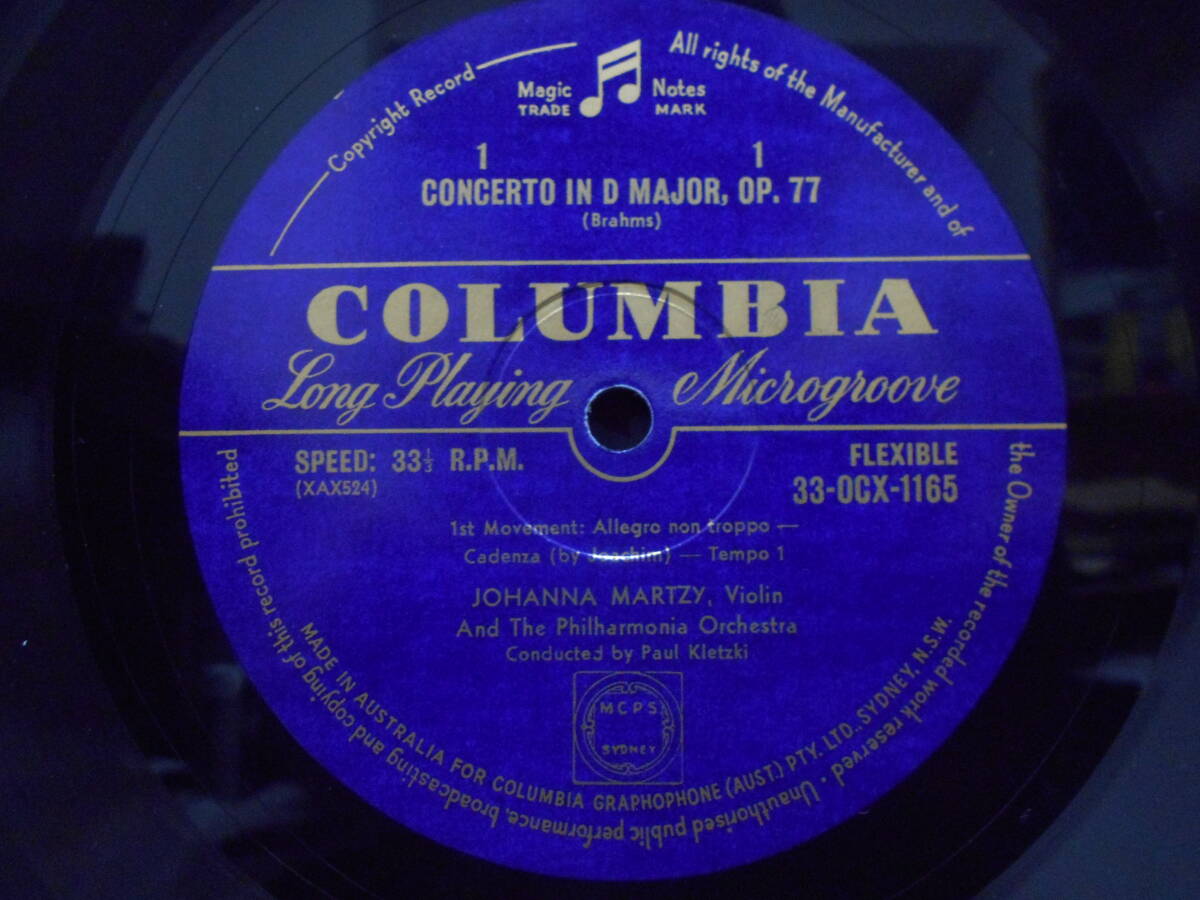 Copyright Record
Magic Notes
TRADE MARK
All rights of the Manufacturer and of
the Owner of the recorded work reserved · Unauthorised public performance, broadcasting and copying of this record prohibited
1 1
CONCERTO IN D MAJOR, OP. 77
(Brahms)
COLUMBIA
Long Playing Microgroove
SPEED: 33⅓ R.P.M.
(XAX524)
FLEXIBLE
33-OCX-1165
1st Movement: Allegro non troppo —
Cadenza (by Joachim) — Tempo 1
JOHANNA MARTZY, Violin
And The Philharmonia Orchestra
Conducted by Paul Kletzki
MCPS
SYDNEY
MADE IN AUSTRALIA FOR COLUMBIA GRAPHOPHONE (AUST.) PTY. LTD., SYDNEY, N.S.W.